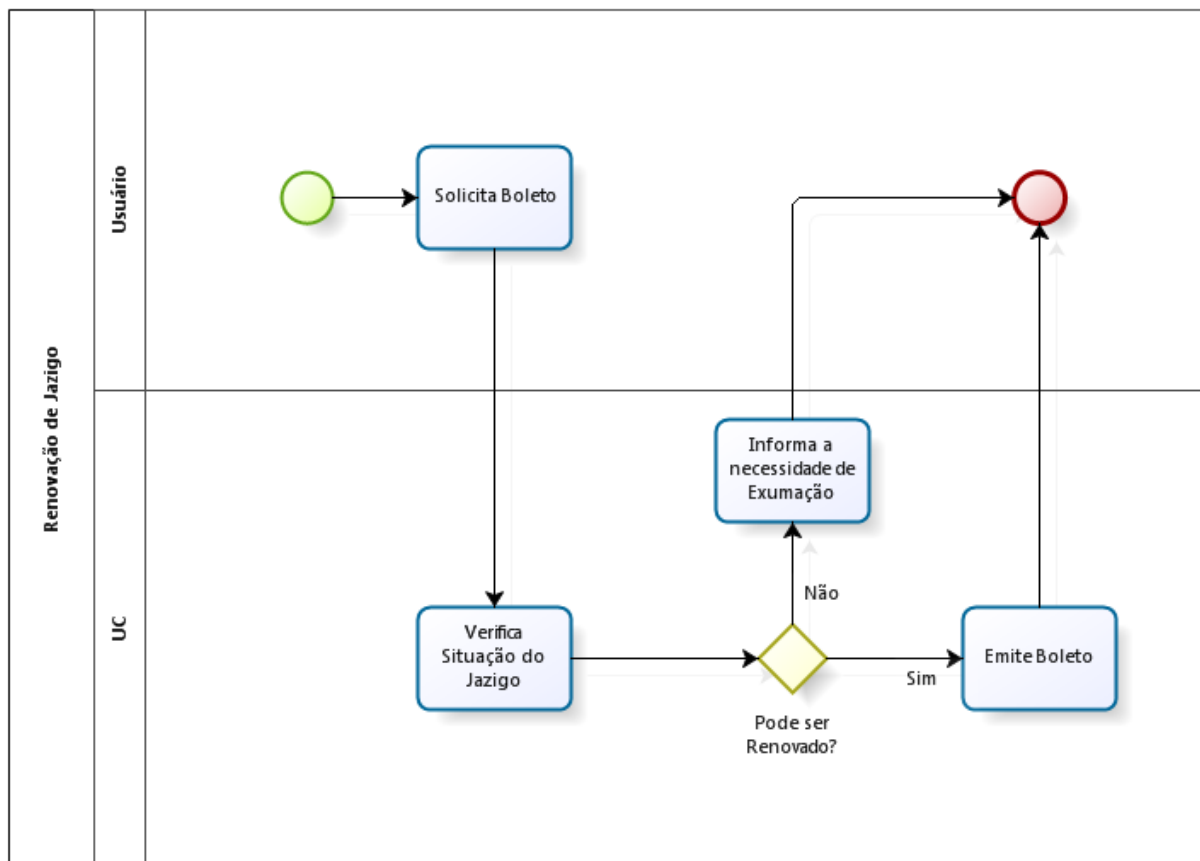 Renovação de Jazigo
Usuário
Solicita Boleto
UC
Informa a
necessidade de
Exumação
Não
Verifica
Situação do
Jazigo
Pode ser
Renovado?
Sim
Emite Boleto